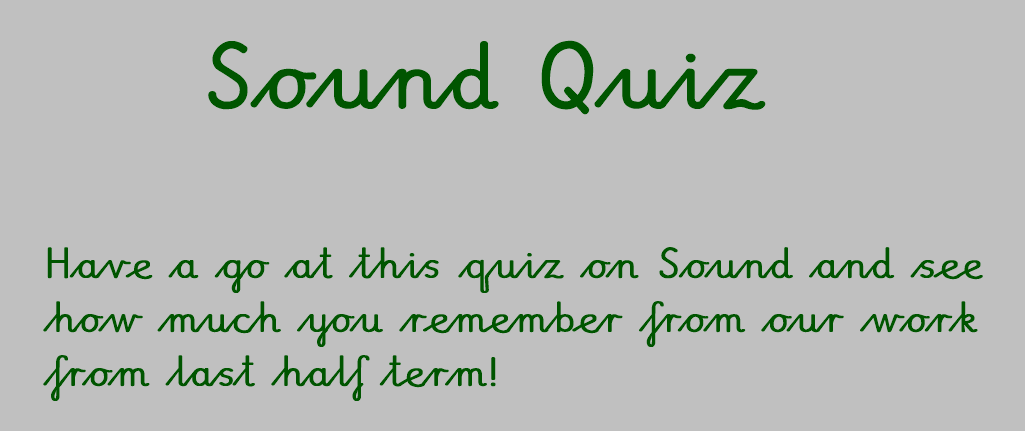 Sound Quiz
Have a go at this quiz on Sound and see
how much you remember from our work
from last half term!